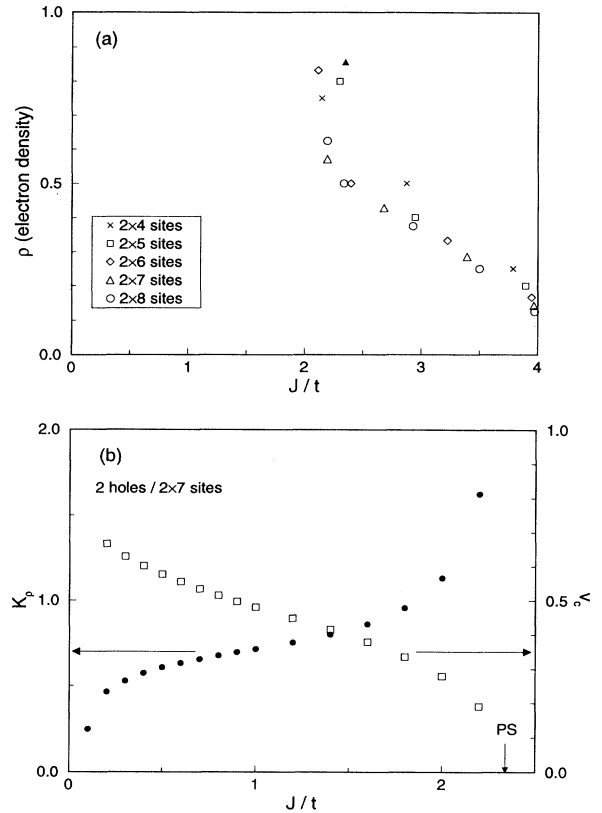 1.0
(a)
ρ (electron density)
0.5
× 2×4 sites
□ 2×5 sites
◇ 2×6 sites
△ 2×7 sites
○ 2×8 sites
0.0
0 1 2 3 4
J / t
2.0 1.0
(b)
2 holes / 2×7 sites
Kρ 1.0 0.5 Vc
PS
0.0 0.0
0 1 2
J / t